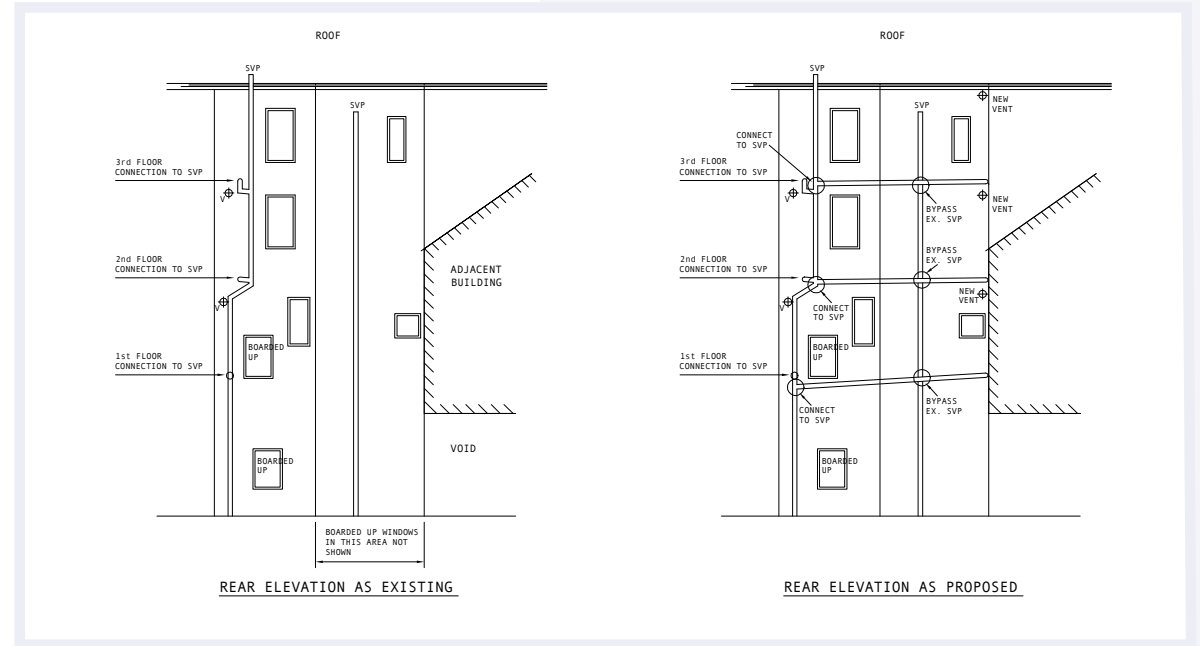 ROOF
SVP
SVP
3rd FLOOR
CONNECTION TO SVP
V
2nd FLOOR
CONNECTION TO SVP
V
ADJACENT
BUILDING
BOARDED
UP
1st FLOOR
CONNECTION TO SVP
VOID
BOARDED
UP
BOARDED UP WINDOWS
IN THIS AREA NOT
SHOWN
REAR ELEVATION AS EXISTING
ROOF
SVP
NEW
VENT
SVP
CONNECT
TO SVP
3rd FLOOR
CONNECTION TO SVP
V
NEW
VENT
BYPASS
EX. SVP
BYPASS
EX. SVP
2nd FLOOR
CONNECTION TO SVP
NEW
VENT
V
CONNECT
TO SVP
BOARDED
UP
1st FLOOR
CONNECTION TO SVP
BYPASS
EX. SVP
CONNECT
TO SVP
BOARDED
UP
REAR ELEVATION AS PROPOSED